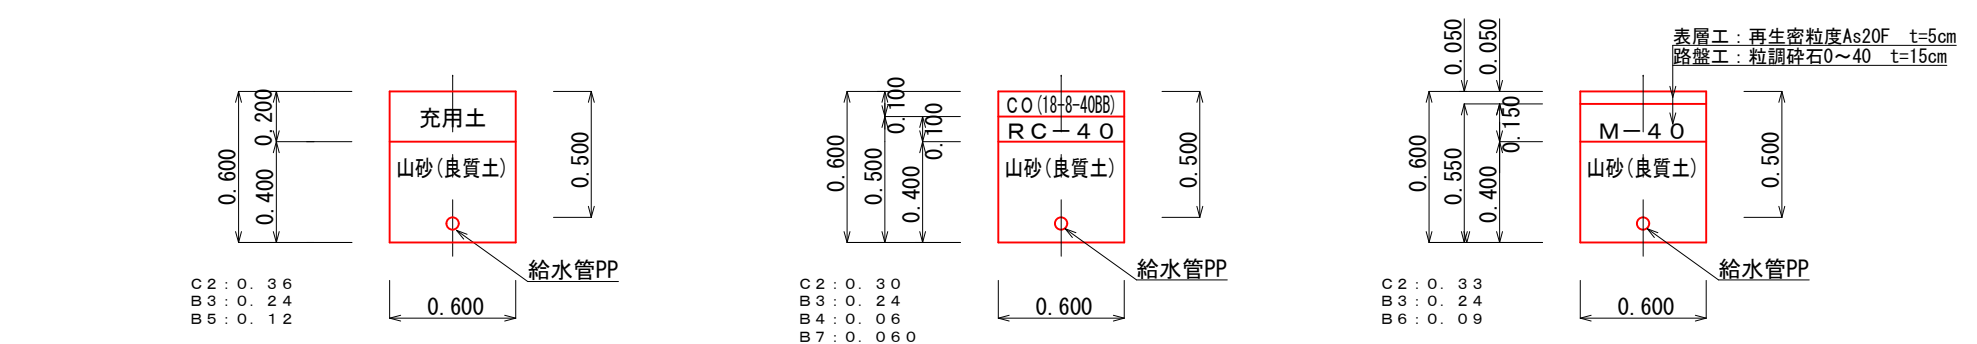 0.200
0.600
0.400
充用土
山砂(良質土)
0.500
給水管PP
0.600
C2:0. 36
B3:0. 24
B5:0. 12
0.100
0.100
0.600
0.500
0.400
CO(18-8-40BB)
RC-40
山砂(良質土)
0.500
給水管PP
0.600
C2:0. 30
B3:0. 24
B4:0. 06
B7:0. 060
0.050
0.050
表層工:再生密粒度As20F t=5cm
路盤工:粒調砕石0〜40 t=15cm
0.150
0.600
0.550
0.400
M-40
山砂(良質土)
0.500
給水管PP
0.600
C2:0. 33
B3:0. 24
B6:0. 09